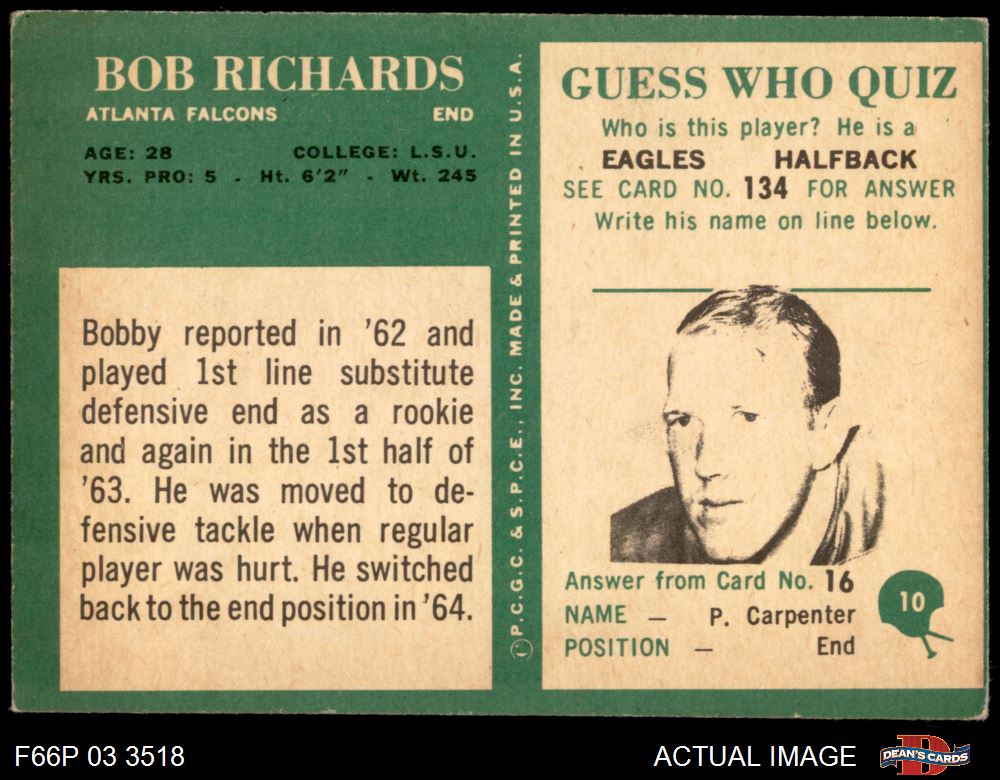 BOB RICHARDS
ATLANTA FALCONS END
AGE: 28 COLLEGE: L.S.U.
YRS. PRO: 5 - Ht. 6'2" - Wt. 245
Bobby reported in '62 and
played 1st line substitute
defensive end as a rookie
and again in the 1st half of
'63. He was moved to de-
fensive tackle when regular
player was hurt. He switched
back to the end position in '64.
©P.C.G.C. & S.P.C.E., INC. MADE & PRINTED IN U.S.A.
GUESS WHO QUIZ
Who is this player? He is a
EAGLES HALFBACK
SEE CARD NO. 134 FOR ANSWER
Write his name on line below.
Answer from Card No. 16
NAME — P. Carpenter
POSITION — End
10
F66P 03 3518
ACTUAL IMAGE
DEAN'S CARDS